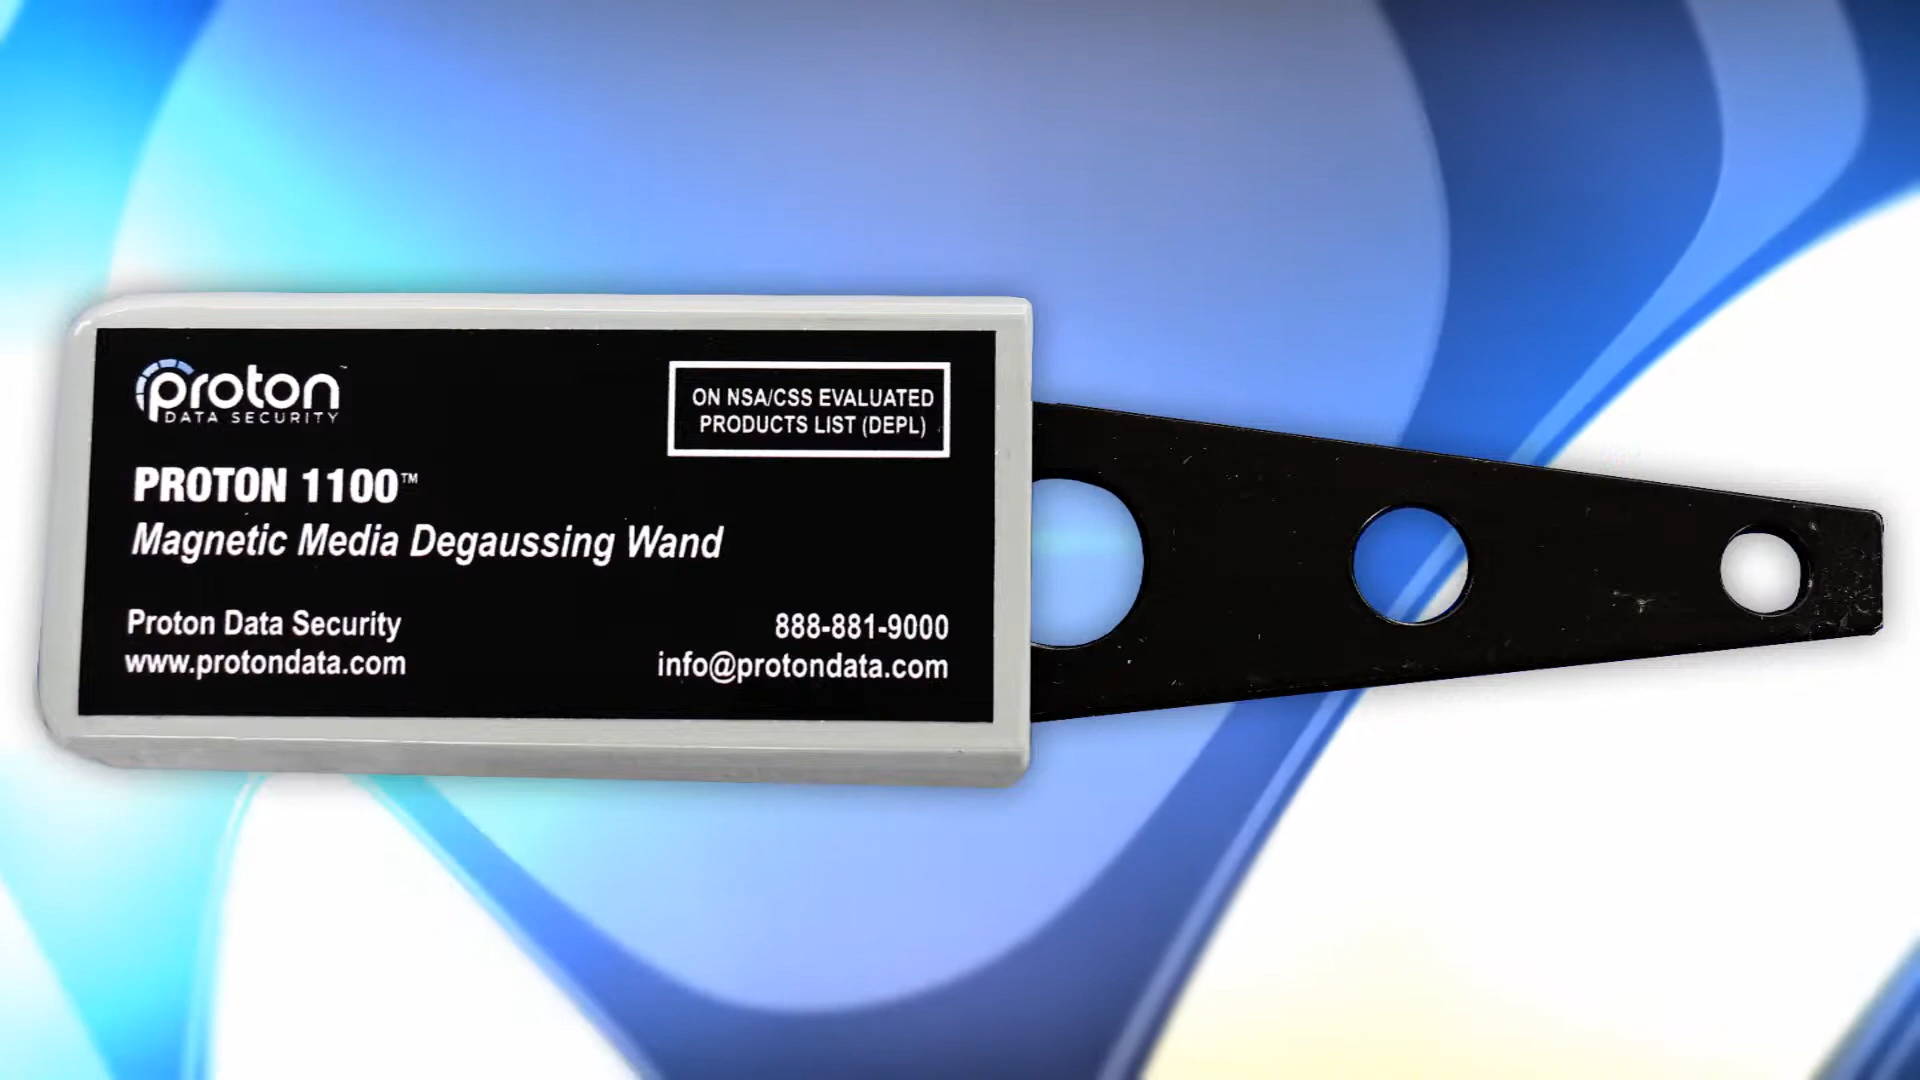 proton™
DATA SECURITY
ON NSA/CSS EVALUATED
PRODUCTS LIST (DEPL)
PROTON 1100™
Magnetic Media Degaussing Wand
Proton Data Security
888-881-9000
www.protondata.com
info@protondata.com